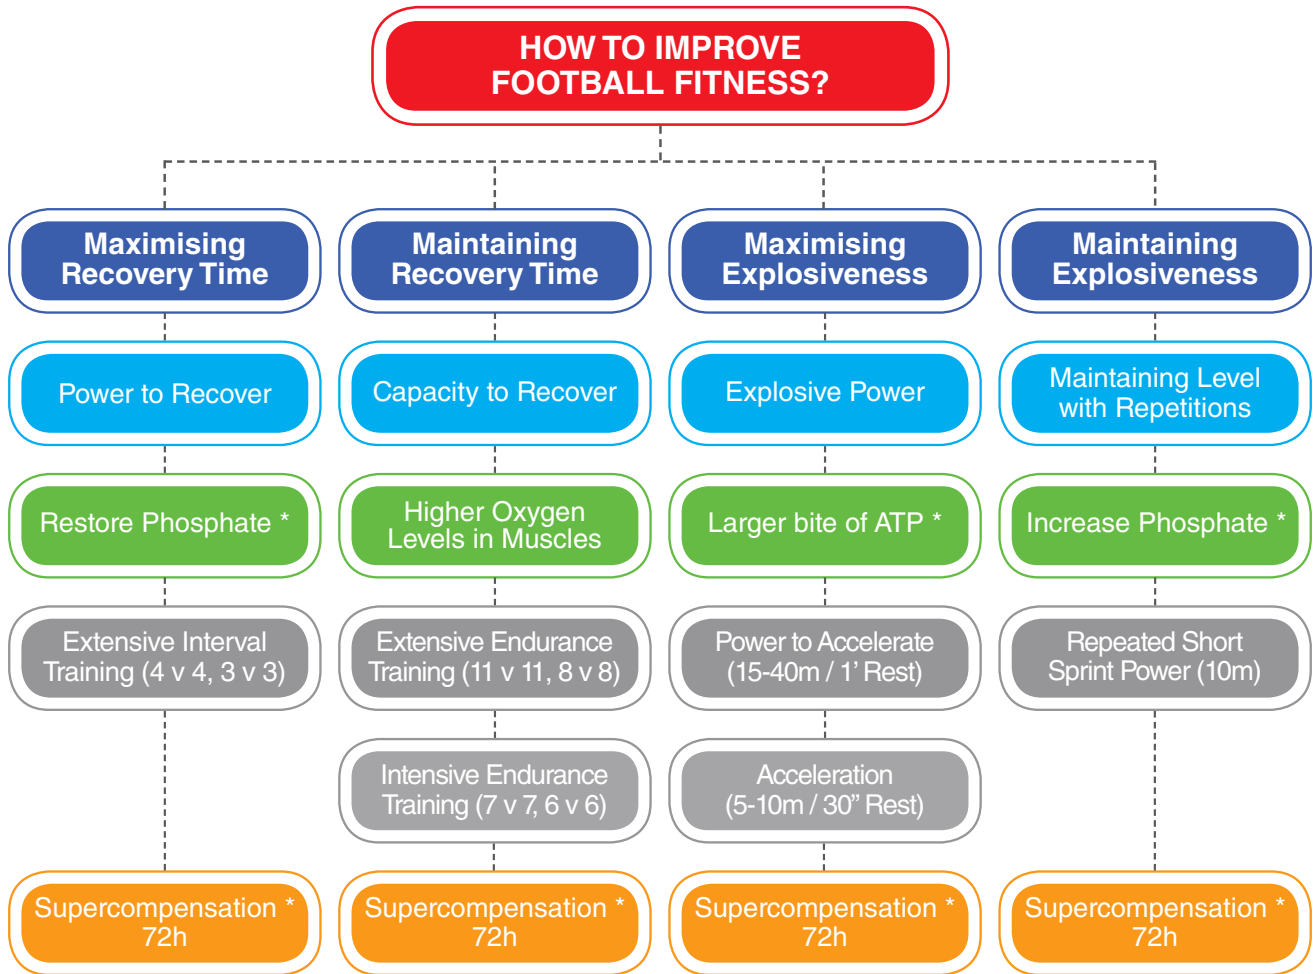 HOW TO IMPROVE
FOOTBALL FITNESS?
Maximising
Recovery Time
Maintaining
Recovery Time
Maximising
Explosiveness
Maintaining
Explosiveness
Power to Recover
Capacity to Recover
Explosive Power
Maintaining Level
with Repetitions
Restore Phosphate *
Higher Oxygen
Levels in Muscles
Larger bite of ATP *
Increase Phosphate *
Extensive Interval
Training (4 v 4, 3 v 3)
Extensive Endurance
Training (11 v 11, 8 v 8)
Power to Accelerate
(15-40m / 1’ Rest)
Repeated Short
Sprint Power (10m)
Intensive Endurance
Training (7 v 7, 6 v 6)
Acceleration
(5-10m / 30” Rest)
Supercompensation *
72h
Supercompensation *
72h
Supercompensation *
72h
Supercompensation *
72h